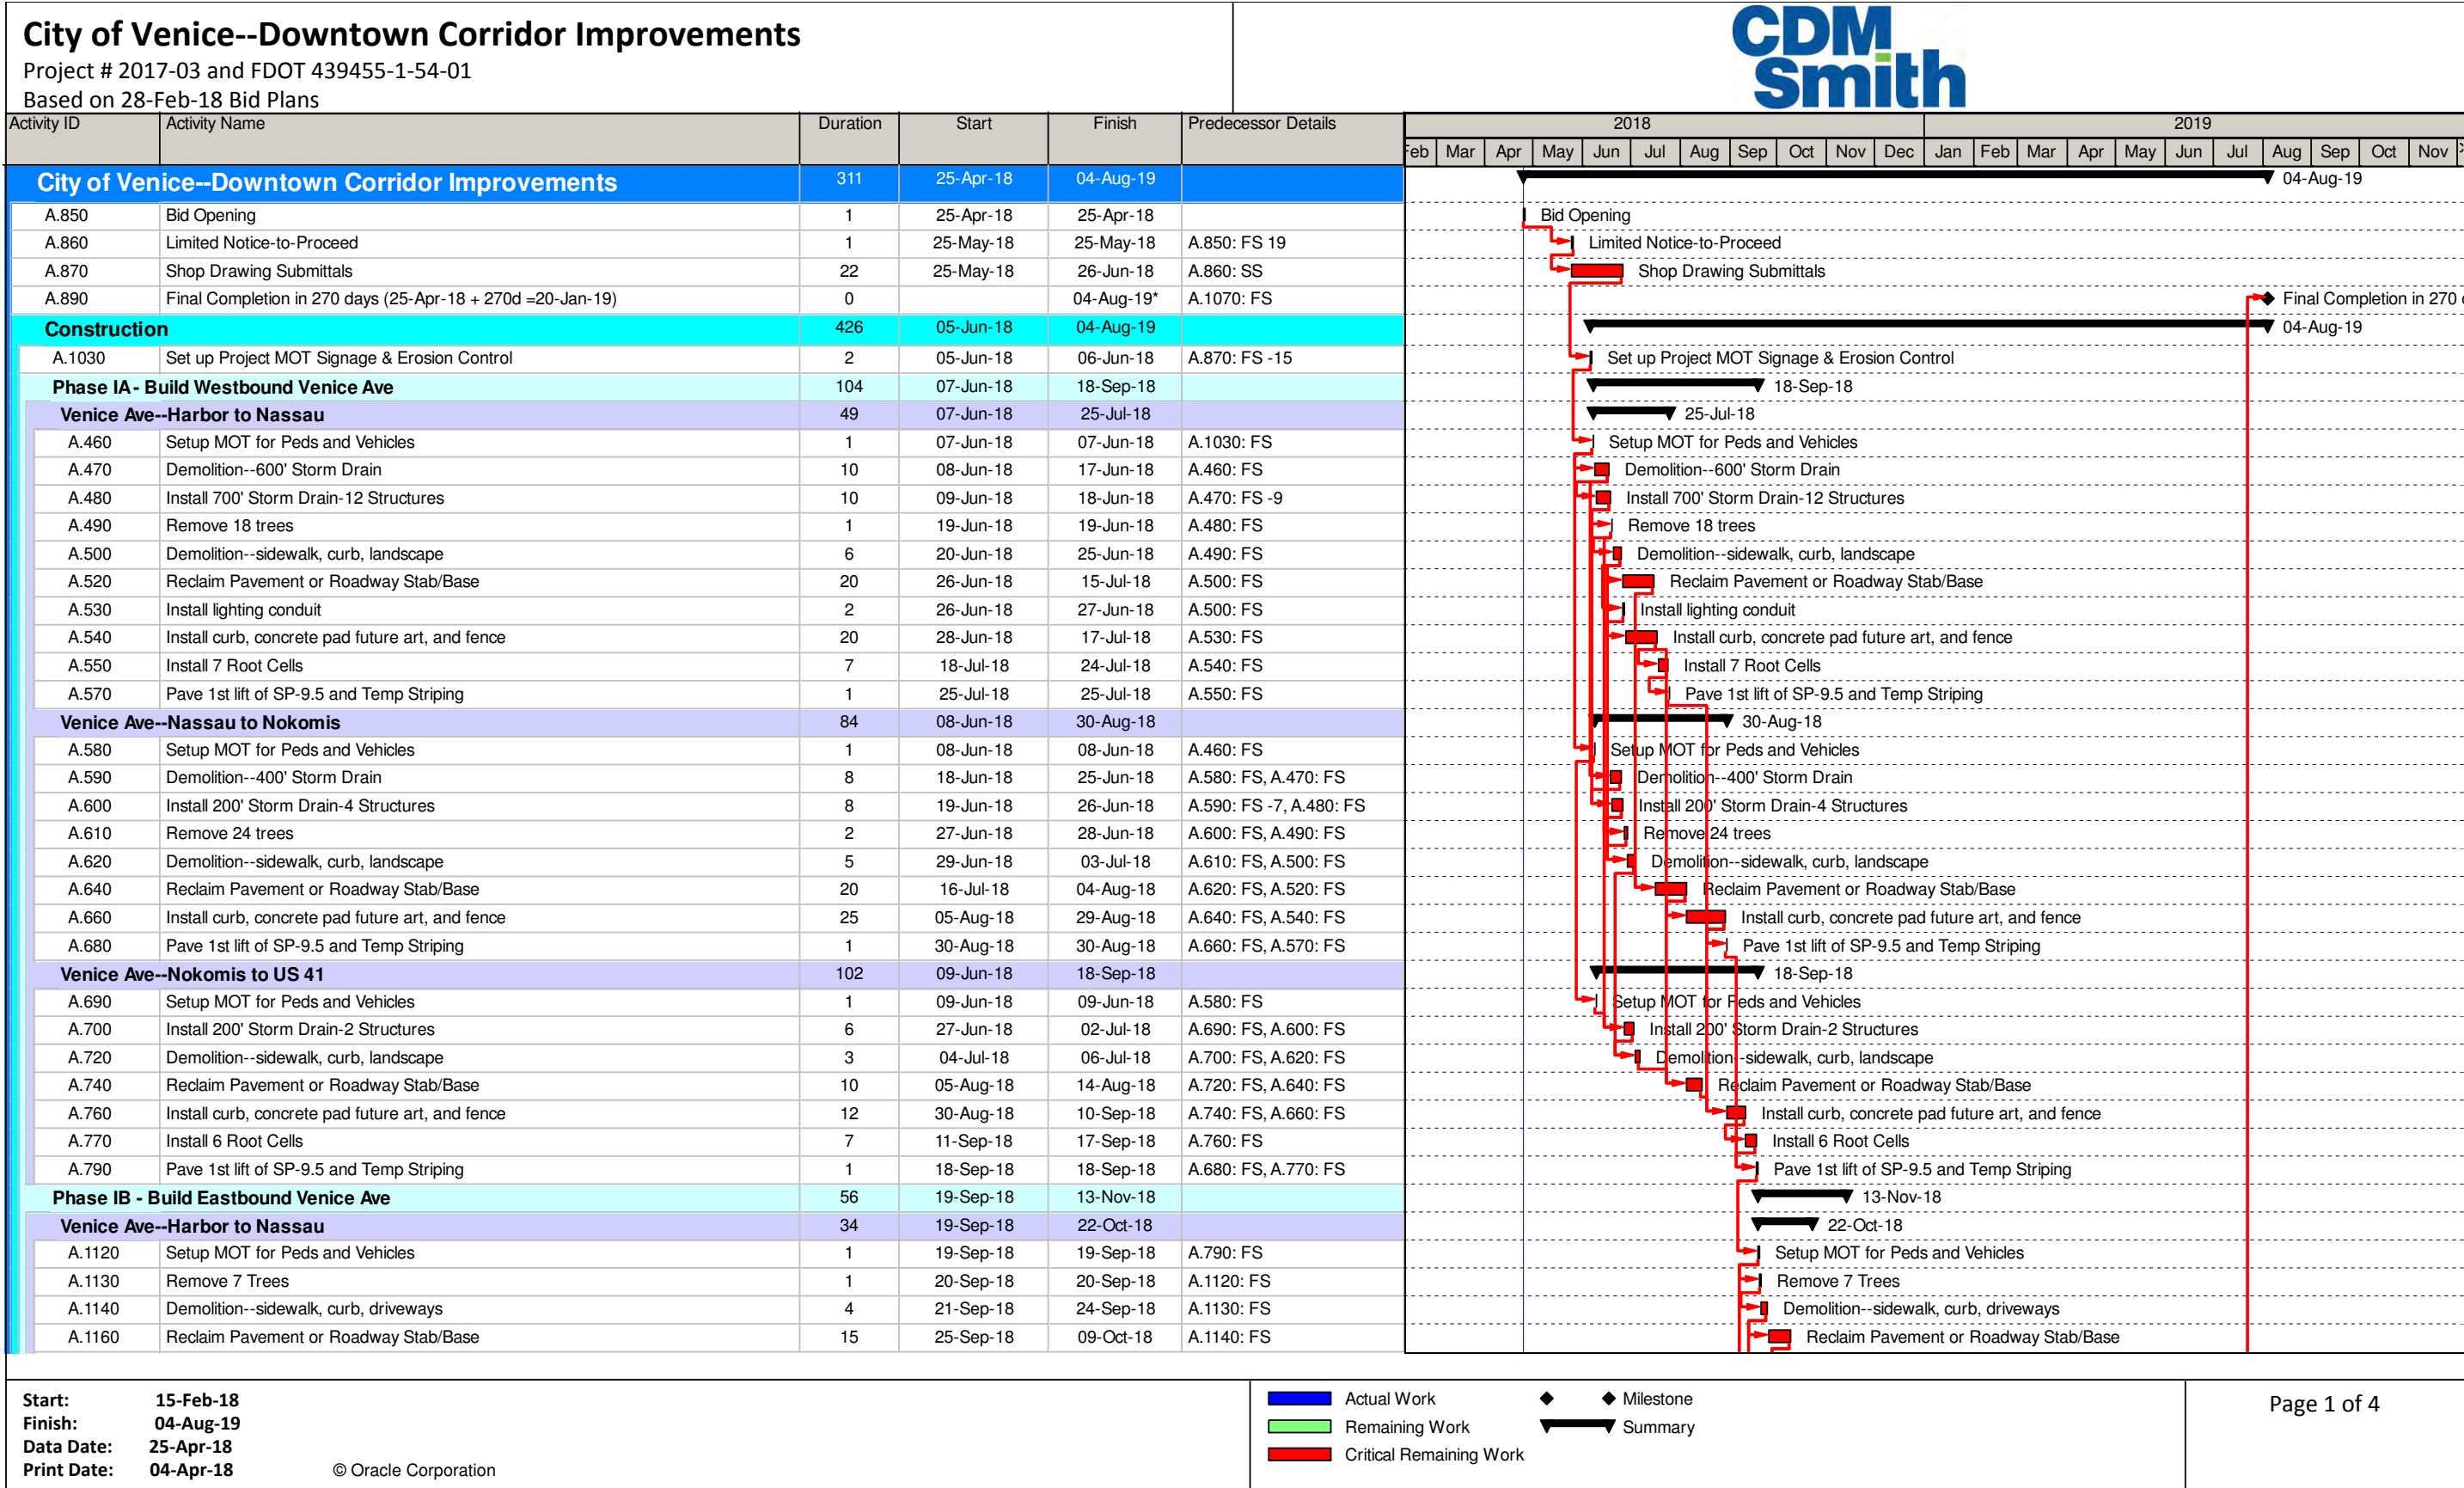 City of Venice--Downtown Corridor Improvements
Project # 2017-03 and FDOT 439455-1-54-01
Based on 28-Feb-18 Bid Plans
CDM
Smith
Activity ID Activity Name Duration Start Finish Predecessor Details 2018 2019
Feb Mar Apr May Jun Jul Aug Sep Oct Nov Dec Jan Feb Mar Apr May Jun Jul Aug Sep Oct Nov
City of Venice--Downtown Corridor Improvements 311 25-Apr-18 04-Aug-19 04-Aug-19
A.850 Bid Opening 1 25-Apr-18 25-Apr-18 Bid Opening
A.860 Limited Notice-to-Proceed 1 25-May-18 25-May-18 A.850: FS 19 Limited Notice-to-Proceed
A.870 Shop Drawing Submittals 22 25-May-18 26-Jun-18 A.860: SS Shop Drawing Submittals
A.890 Final Completion in 270 days (25-Apr-18 + 270d =20-Jan-19) 0 04-Aug-19* A.1070: FS Final Completion in 270
Construction 426 05-Jun-18 04-Aug-19 04-Aug-19
A.1030 Set up Project MOT Signage & Erosion Control 2 05-Jun-18 06-Jun-18 A.870: FS -15 Set up Project MOT Signage & Erosion Control
Phase IA - Build Westbound Venice Ave 104 07-Jun-18 18-Sep-18 18-Sep-18
Venice Ave--Harbor to Nassau 49 07-Jun-18 25-Jul-18 25-Jul-18
A.460 Setup MOT for Peds and Vehicles 1 07-Jun-18 07-Jun-18 A.1030: FS Setup MOT for Peds and Vehicles
A.470 Demolition--600' Storm Drain 10 08-Jun-18 17-Jun-18 A.460: FS Demolition--600' Storm Drain
A.480 Install 700' Storm Drain-12 Structures 10 09-Jun-18 18-Jun-18 A.470: FS -9 Install 700' Storm Drain-12 Structures
A.490 Remove 18 trees 1 19-Jun-18 19-Jun-18 A.480: FS Remove 18 trees
A.500 Demolition--sidewalk, curb, landscape 6 20-Jun-18 25-Jun-18 A.490: FS Demolition--sidewalk, curb, landscape
A.520 Reclaim Pavement or Roadway Stab/Base 20 26-Jun-18 15-Jul-18 A.500: FS Reclaim Pavement or Roadway Stab/Base
A.530 Install lighting conduit 2 26-Jun-18 27-Jun-18 A.500: FS Install lighting conduit
A.540 Install curb, concrete pad future art, and fence 20 28-Jun-18 17-Jul-18 A.530: FS Install curb, concrete pad future art, and fence
A.550 Install 7 Root Cells 7 18-Jul-18 24-Jul-18 A.540: FS Install 7 Root Cells
A.570 Pave 1st lift of SP-9.5 and Temp Striping 1 25-Jul-18 25-Jul-18 A.550: FS Pave 1st lift of SP-9.5 and Temp Striping
Venice Ave--Nassau to Nokomis 84 08-Jun-18 30-Aug-18 30-Aug-18
A.580 Setup MOT for Peds and Vehicles 1 08-Jun-18 08-Jun-18 A.460: FS Setup MOT for Peds and Vehicles
A.590 Demolition--400' Storm Drain 8 18-Jun-18 25-Jun-18 A.580: FS, A.470: FS Demolition--400' Storm Drain
A.600 Install 200' Storm Drain-4 Structures 8 19-Jun-18 26-Jun-18 A.590: FS -7, A.480: FS Install 200' Storm Drain-4 Structures
A.610 Remove 24 trees 2 27-Jun-18 28-Jun-18 A.600: FS, A.490: FS Remove 24 trees
A.620 Demolition--sidewalk, curb, landscape 5 29-Jun-18 03-Jul-18 A.610: FS, A.500: FS Demolition--sidewalk, curb, landscape
A.640 Reclaim Pavement or Roadway Stab/Base 20 16-Jul-18 04-Aug-18 A.620: FS, A.520: FS Reclaim Pavement or Roadway Stab/Base
A.660 Install curb, concrete pad future art, and fence 25 05-Aug-18 29-Aug-18 A.640: FS, A.540: FS Install curb, concrete pad future art, and fence
A.680 Pave 1st lift of SP-9.5 and Temp Striping 1 30-Aug-18 30-Aug-18 A.660: FS, A.570: FS Pave 1st lift of SP-9.5 and Temp Striping
Venice Ave--Nokomis to US 41 102 09-Jun-18 18-Sep-18 18-Sep-18
A.690 Setup MOT for Peds and Vehicles 1 09-Jun-18 09-Jun-18 A.580: FS Setup MOT for Peds and Vehicles
A.700 Install 200' Storm Drain-2 Structures 6 27-Jun-18 02-Jul-18 A.690: FS, A.600: FS Install 200' Storm Drain-2 Structures
A.720 Demolition--sidewalk, curb, landscape 3 04-Jul-18 06-Jul-18 A.700: FS, A.620: FS Demolition--sidewalk, curb, landscape
A.740 Reclaim Pavement or Roadway Stab/Base 10 05-Aug-18 14-Aug-18 A.720: FS, A.640: FS Reclaim Pavement or Roadway Stab/Base
A.760 Install curb, concrete pad future art, and fence 12 30-Aug-18 10-Sep-18 A.740: FS, A.660: FS Install curb, concrete pad future art, and fence
A.770 Install 6 Root Cells 7 11-Sep-18 17-Sep-18 A.760: FS Install 6 Root Cells
A.790 Pave 1st lift of SP-9.5 and Temp Striping 1 18-Sep-18 18-Sep-18 A.680: FS, A.770: FS Pave 1st lift of SP-9.5 and Temp Striping
Phase IB - Build Eastbound Venice Ave 56 19-Sep-18 13-Nov-18 13-Nov-18
Venice Ave--Harbor to Nassau 34 19-Sep-18 22-Oct-18 22-Oct-18
A.1120 Setup MOT for Peds and Vehicles 1 19-Sep-18 19-Sep-18 A.790: FS Setup MOT for Peds and Vehicles
A.1130 Remove 7 Trees 1 20-Sep-18 20-Sep-18 A.1120: FS Remove 7 Trees
A.1140 Demolition--sidewalk, curb, driveways 4 21-Sep-18 24-Sep-18 A.1130: FS Demolition--sidewalk, curb, driveways
A.1160 Reclaim Pavement or Roadway Stab/Base 15 25-Sep-18 09-Oct-18 A.1140: FS Reclaim Pavement or Roadway Stab/Base
Start: 15-Feb-18
Finish: 04-Aug-19
Data Date: 25-Apr-18
Print Date: 04-Apr-18 © Oracle Corporation
Actual Work Milestone
Remaining Work Summary
Critical Remaining Work
Page 1 of 4